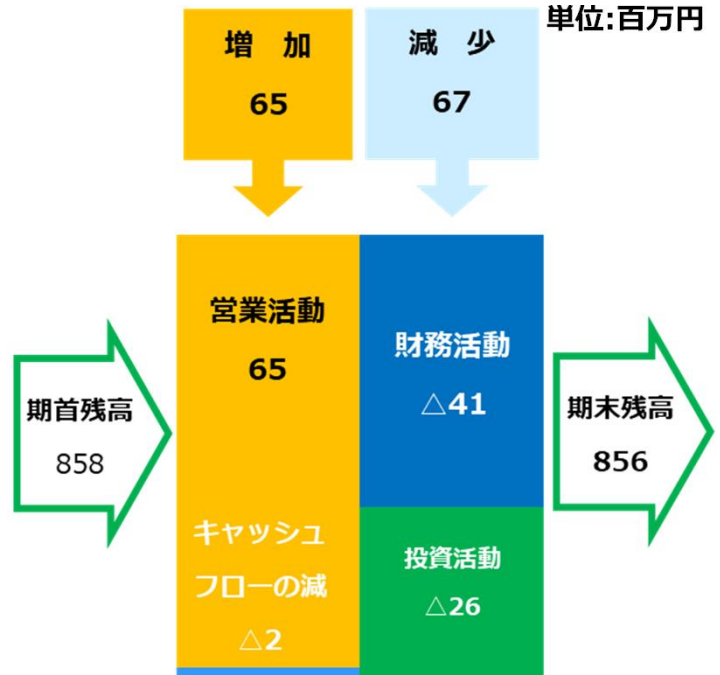 単位:百万円
増 加
65
減 少
67
営業活動
65
財務活動
△41
期首残高
858
期末残高
856
キャッシュ
フローの減
△2
投資活動
△26